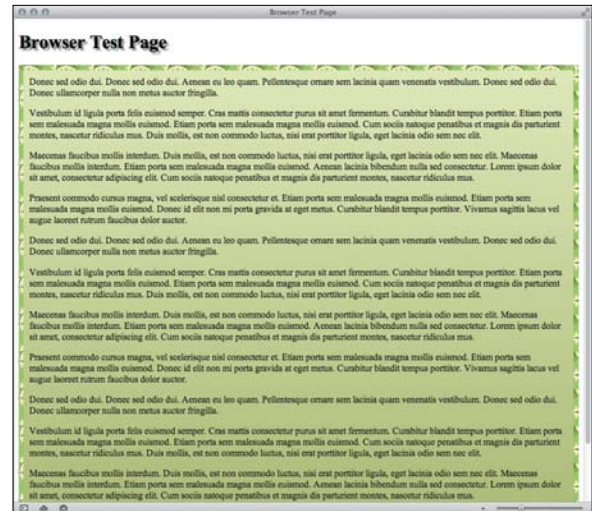 Browser Test Page
Browser Test Page
Donec sed odio dui. Donec sed odio dui. Aenean eu leo quam. Pellentesque ornare sem lacinia quam venenatis vestibulum. Donec sed odio dui.
Donec ullamcorper nulla non metus auctor fringilla.
Vestibulum id ligula porta felis euismod semper. Cras mattis consectetur purus sit amet fermentum. Curabitur blandit tempus porttitor. Etiam porta
sem malesuada magna mollis euismod. Etiam porta sem malesuada magna mollis euismod. Cum sociis natoque penatibus et magnis dis parturient
montes, nascetur ridiculus mus. Duis mollis, est non commodo luctus, nisi erat porttitor ligula, eget lacinia odio sem nec elit.
Maecenas faucibus mollis interdum. Duis mollis, est non commodo luctus, nisi erat porttitor ligula, eget lacinia odio sem nec elit. Maecenas
faucibus mollis interdum. Etiam porta sem malesuada magna mollis euismod. Aenean lacinia bibendum nulla sed consectetur. Lorem ipsum dolor
sit amet, consectetur adipiscing elit. Cum sociis natoque penatibus et magnis dis parturient montes, nascetur ridiculus mus.
Praesent commodo cursus magna, vel scelerisque nisl consectetur et. Etiam porta sem malesuada magna mollis euismod. Etiam porta sem
malesuada magna mollis euismod. Donec id elit non mi porta gravida at eget metus. Curabitur blandit tempus porttitor. Vivamus sagittis lacus vel
augue laoreet rutrum faucibus dolor auctor.
Donec sed odio dui. Donec sed odio dui. Aenean eu leo quam. Pellentesque ornare sem lacinia quam venenatis vestibulum. Donec sed odio dui.
Donec ullamcorper nulla non metus auctor fringilla.
Vestibulum id ligula porta felis euismod semper. Cras mattis consectetur purus sit amet fermentum. Curabitur blandit tempus porttitor. Etiam porta
sem malesuada magna mollis euismod. Etiam porta sem malesuada magna mollis euismod. Cum sociis natoque penatibus et magnis dis parturient
montes, nascetur ridiculus mus. Duis mollis, est non commodo luctus, nisi erat porttitor ligula, eget lacinia odio sem nec elit.
Maecenas faucibus mollis interdum. Duis mollis, est non commodo luctus, nisi erat porttitor ligula, eget lacinia odio sem nec elit. Maecenas
faucibus mollis interdum. Etiam porta sem malesuada magna mollis euismod. Aenean lacinia bibendum nulla sed consectetur. Lorem ipsum dolor
sit amet, consectetur adipiscing elit. Cum sociis natoque penatibus et magnis dis parturient montes, nascetur ridiculus mus.
Praesent commodo cursus magna, vel scelerisque nisl consectetur et. Etiam porta sem malesuada magna mollis euismod. Etiam porta sem
malesuada magna mollis euismod. Donec id elit non mi porta gravida at eget metus. Curabitur blandit tempus porttitor. Vivamus sagittis lacus vel
augue laoreet rutrum faucibus dolor auctor.
Donec sed odio dui. Donec sed odio dui. Aenean eu leo quam. Pellentesque ornare sem lacinia quam venenatis vestibulum. Donec sed odio dui.
Donec ullamcorper nulla non metus auctor fringilla.
Vestibulum id ligula porta felis euismod semper. Cras mattis consectetur purus sit amet fermentum. Curabitur blandit tempus porttitor. Etiam porta
sem malesuada magna mollis euismod. Etiam porta sem malesuada magna mollis euismod. Cum sociis natoque penatibus et magnis dis parturient
montes, nascetur ridiculus mus. Duis mollis, est non commodo luctus, nisi erat porttitor ligula, eget lacinia odio sem nec elit.
Maecenas faucibus mollis interdum. Duis mollis, est non commodo luctus, nisi erat porttitor ligula, eget lacinia odio sem nec elit. Maecenas
faucibus mollis interdum. Etiam porta sem malesuada magna mollis euismod. Aenean lacinia bibendum nulla sed consectetur. Lorem ipsum dolor
sit amet, consectetur adipiscing elit. Cum sociis natoque penatibus et magnis dis parturient montes, nascetur ridiculus mus.